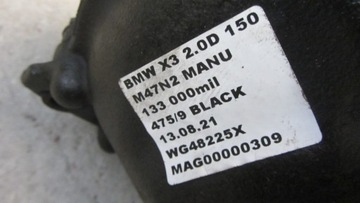 BMW X3 2.0D 150
M47N2 MANU
133 000mil
475/9 BLACK
13.08.21
WG48225X
MAG00000309